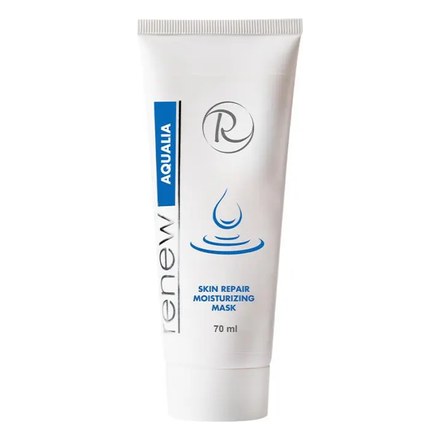 renew
AQUALIA
R
SKIN REPAIR
MOISTURIZING
MASK
70 ml